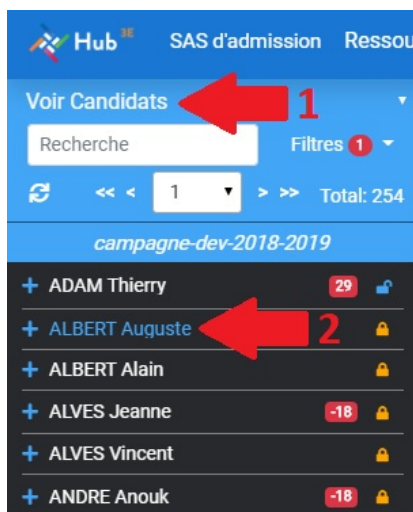 Hub 3E SAS d'admission Ressou
Voir Candidats 1
Recherche Filtres 1
<< < 1 > >> Total: 254
campagne-dev-2018-2019
+ ADAM Thierry 29
+ ALBERT Auguste 2
+ ALBERT Alain
+ ALVES Jeanne -18
+ ALVES Vincent
+ ANDRE Anouk -18